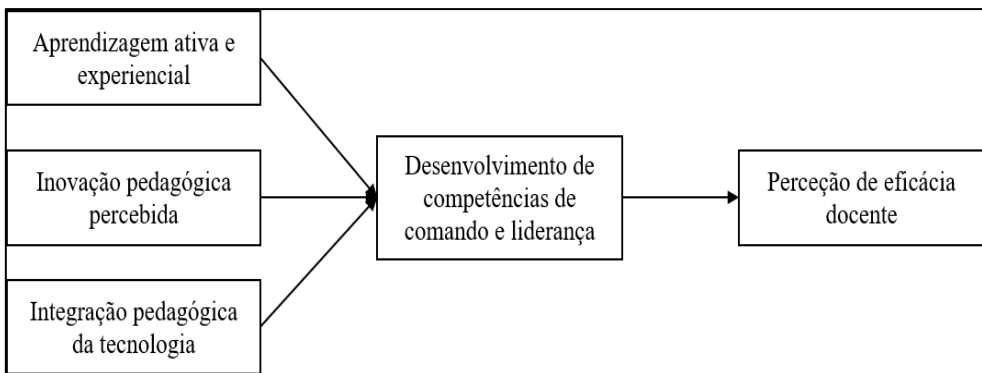 Aprendizagem ativa e
experiencial
Inovação pedagógica
percebida
Integração pedagógica
da tecnologia
Desenvolvimento de
competências de
comando e liderança
Perceção de eficácia
docente